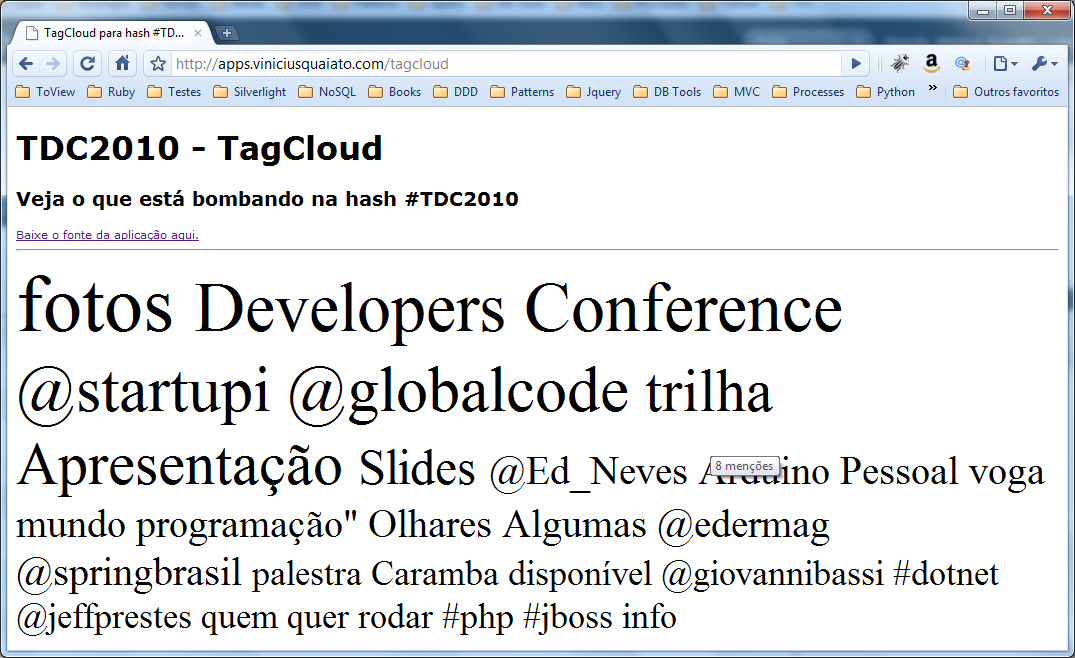 TagCloud para hash #TD...
http://apps.viniciusquaiato.com/tagcloud
ToView Ruby Testes Silverlight NoSQL Books DDD Patterns Jquery DB Tools MVC Processes Python » Outros favoritos
TDC2010 - TagCloud
Veja o que está bombando na hash #TDC2010
Baixe o fonte da aplicação aqui.
fotos Developers Conference
@startupi @globalcode trilha
Apresentação Slides @Ed_Neves Arduino Pessoal voga
8 menções
mundo programação" Olhares Algumas @edermag
@springbrasil palestra Caramba disponível @giovannibassi #dotnet
@jeffprestes quem quer rodar #php #jboss info